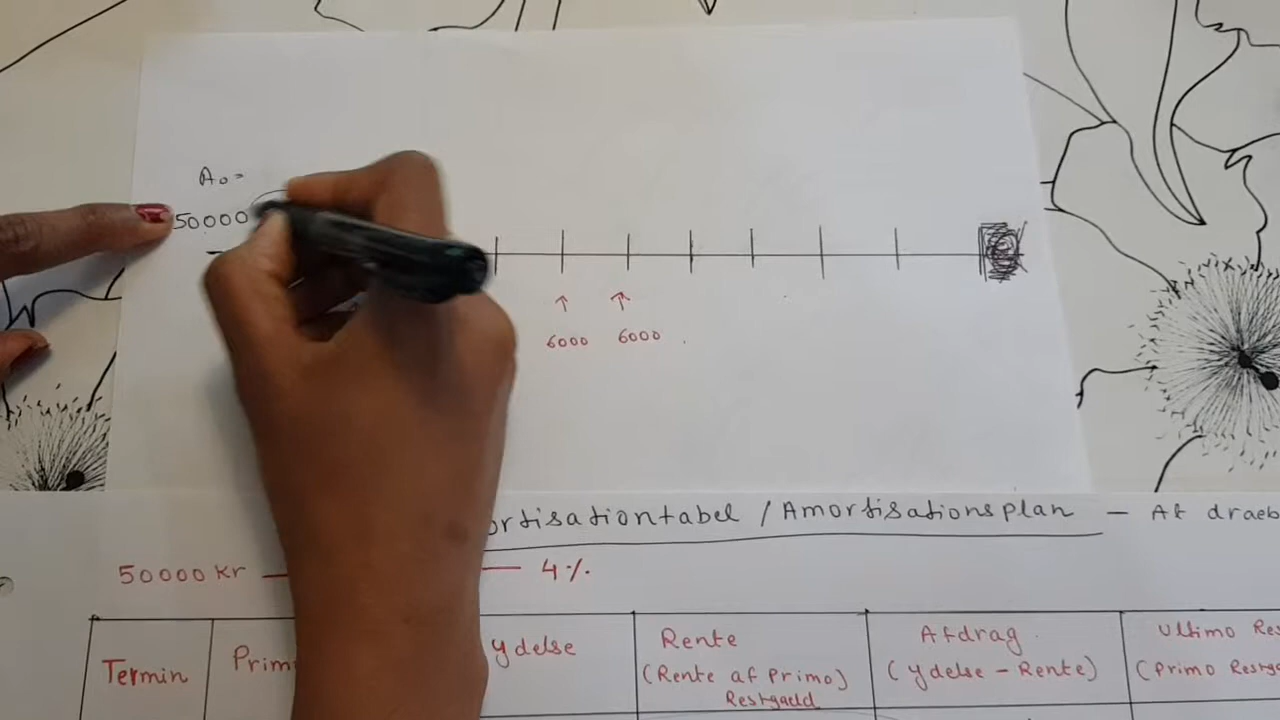 A₀=
50000
6000 6000
ortisationtabel / Amortisationsplan — Af draeb
50000 Kr — — 4 %
Termin Prim ydelse Rente Afdrag Ultimo Res
(Rente af Primo) (ydelse - Rente) (Primo Restg
Restgæld